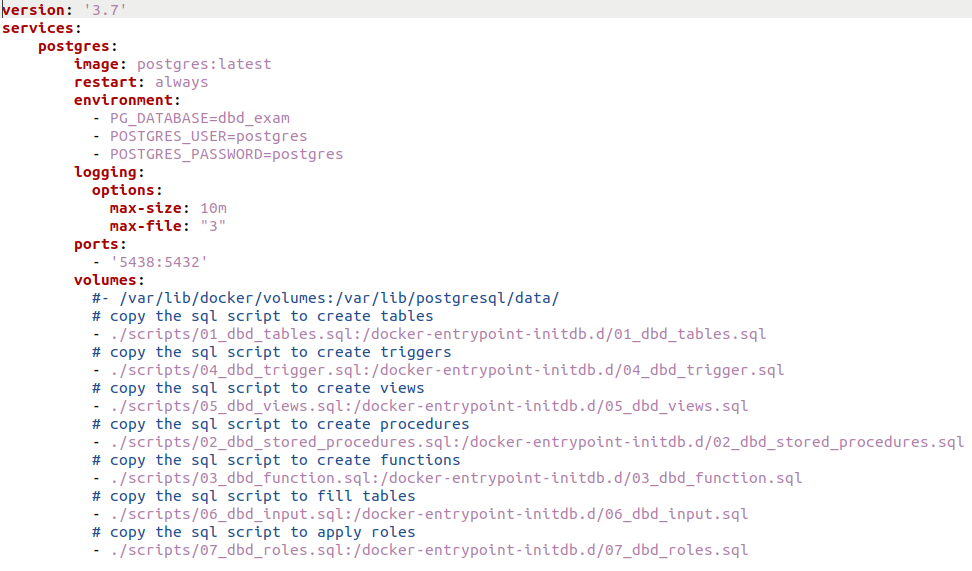 version: '3.7'
services:
    postgres:
        image: postgres:latest
        restart: always
        environment:
          - PG_DATABASE=dbd_exam
          - POSTGRES_USER=postgres
          - POSTGRES_PASSWORD=postgres
        logging:
          options:
            max-size: 10m
            max-file: "3"
        ports:
          - '5438:5432'
        volumes:
          #- /var/lib/docker/volumes:/var/lib/postgresql/data/
          # copy the sql script to create tables
          - ./scripts/01_dbd_tables.sql:/docker-entrypoint-initdb.d/01_dbd_tables.sql
          # copy the sql script to create triggers
          - ./scripts/04_dbd_trigger.sql:/docker-entrypoint-initdb.d/04_dbd_trigger.sql
          # copy the sql script to create views
          - ./scripts/05_dbd_views.sql:/docker-entrypoint-initdb.d/05_dbd_views.sql
          # copy the sql script to create procedures
          - ./scripts/02_dbd_stored_procedures.sql:/docker-entrypoint-initdb.d/02_dbd_stored_procedures.sql
          # copy the sql script to create functions
          - ./scripts/03_dbd_function.sql:/docker-entrypoint-initdb.d/03_dbd_function.sql
          # copy the sql script to fill tables
          - ./scripts/06_dbd_input.sql:/docker-entrypoint-initdb.d/06_dbd_input.sql
          # copy the sql script to apply roles
          - ./scripts/07_dbd_roles.sql:/docker-entrypoint-initdb.d/07_dbd_roles.sql